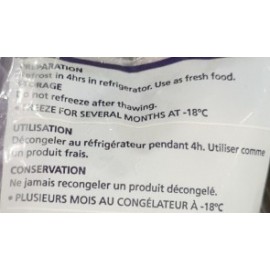 PREPARATION
Defrost in 4hrs in refrigerator. Use as fresh food.
STORAGE
Do not refreeze after thawing.
* FREEZE FOR SEVERAL MONTHS AT -18°C
UTILISATION
Décongeler au réfrigérateur pendant 4h. Utiliser comme
un produit frais.
CONSERVATION
Ne jamais recongeler un produit décongelé.
* PLUSIEURS MOIS AU CONGÉLATEUR À -18°C